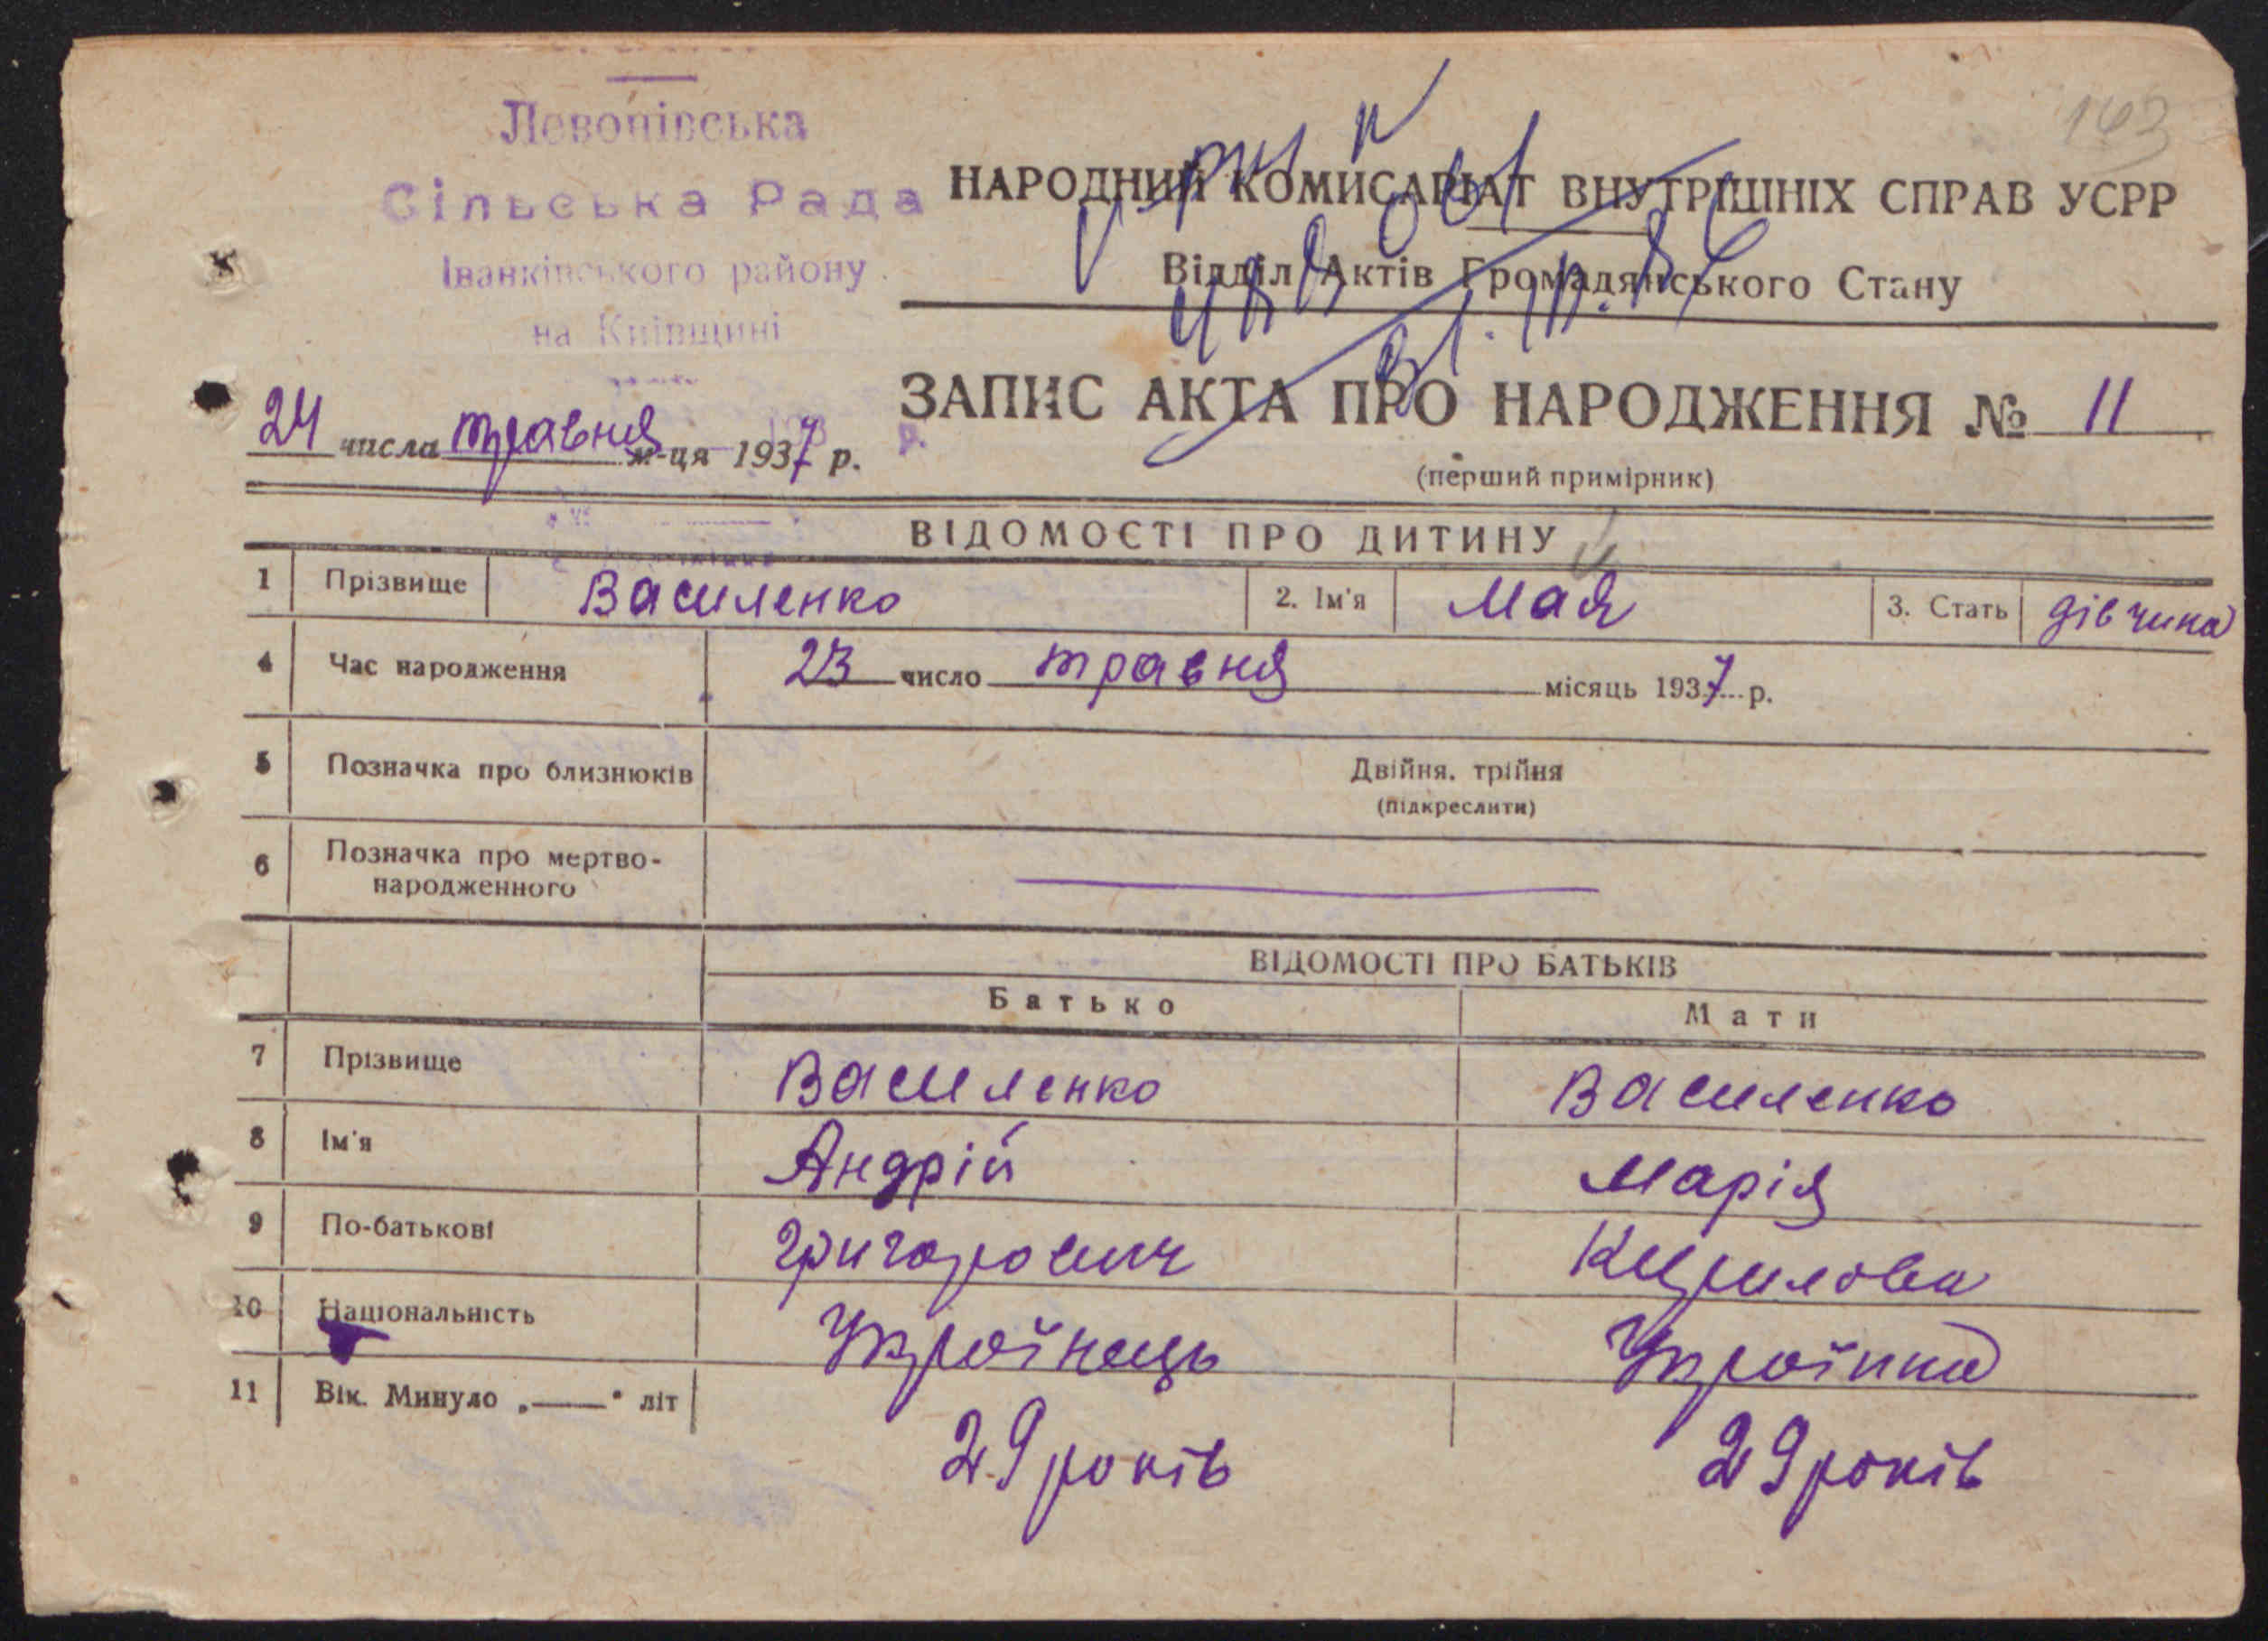 163
Левопівська
Сільська Рада
Іванківського району
на Київщині
НАРОДНИЙ КОМИСАРІАТ ВНУТРІШНІХ СПРАВ УСРР
Відділ Актів Громадянського Стану
24 числа травня м-ця 1937 р.
ЗАПИС АКТА ПРО НАРОДЖЕННЯ № 11
(перший примірник)
ВІДОМОСТІ ПРО ДИТИНУ
1 Прізвище Василенко 2. Ім'я Мая 3. Стать дівчина
4 Час народження 23 число травня місяць 1937 р.
5 Позначка про близнюків Двійня, трійня
(підкреслити)
6 Позначка про мертво-
народженного
ВІДОМОСТІ ПРО БАТЬКІВ
Батько Мати
7 Прізвище Василенко Василенко
8 Ім'я Андрій Марія
9 По-батькові Григорович Кирилова
10 Національність Українець Українка
11 Вік. Минуло „——" літ 29 років 29 років